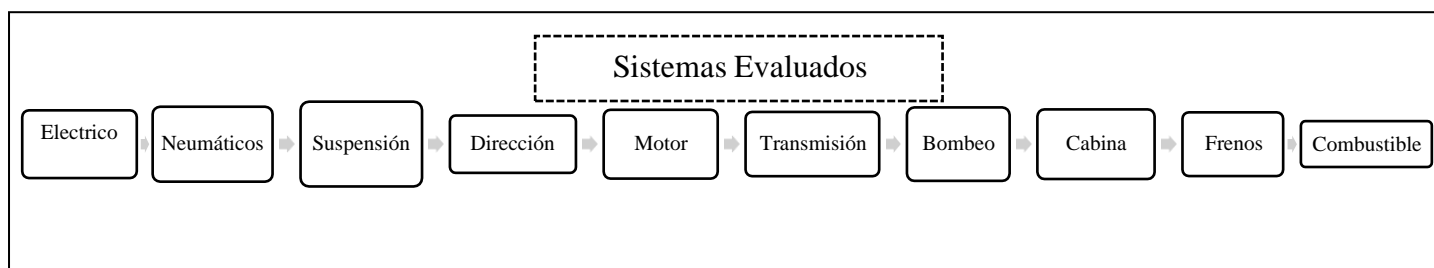 Sistemas Evaluados
Electrico
Neumáticos
Suspensión
Dirección
Motor
Transmisión
Bombeo
Cabina
Frenos
Combustible